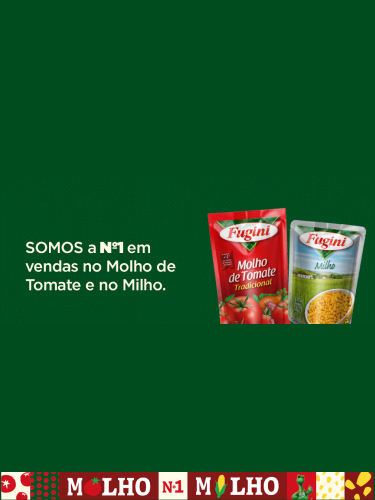 SOMOS a Nº1 em
vendas no Molho de
Tomate e no Milho.
Fugini
Molho
de Tomate
Tradicional
Fugini
Milho
MOLHO Nº1 MILHO